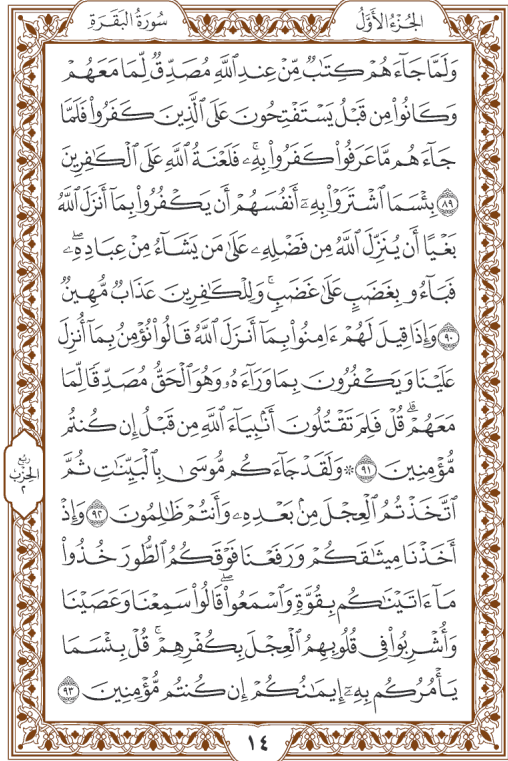 سُورَةُ البَقَرَةِ
الجُزْءُ الأَوَّلُ
وَلَمَّا جَآءَهُمۡ كِتَٰبٞ مِّنۡ عِندِ ٱللَّهِ مُصَدِّقٞ لِّمَا مَعَهُمۡ
وَكَانُواْ مِن قَبۡلُ يَسۡتَفۡتِحُونَ عَلَى ٱلَّذِينَ كَفَرُواْ فَلَمَّا
جَآءَهُم مَّا عَرَفُواْ كَفَرُواْ بِهِۦۚ فَلَعۡنَةُ ٱللَّهِ عَلَى ٱلۡكَٰفِرِينَ
٨٩ بِئۡسَمَا ٱشۡتَرَوۡاْ بِهِۦٓ أَنفُسَهُمۡ أَن يَكۡفُرُواْ بِمَآ أَنزَلَ ٱللَّهُ
بَغۡيًا أَن يُنَزِّلَ ٱللَّهُ مِن فَضۡلِهِۦ عَلَىٰ مَن يَشَآءُ مِنۡ عِبَادِهِۦۖ
فَبَآءُو بِغَضَبٍ عَلَىٰ غَضَبٖۚ وَلِلۡكَٰفِرِينَ عَذَابٞ مُّهِينٞ
٩٠ وَإِذَا قِيلَ لَهُمۡ ءَامِنُواْ بِمَآ أَنزَلَ ٱللَّهُ قَالُواْ نُؤۡمِنُ بِمَآ أُنزِلَ
عَلَيۡنَا وَيَكۡفُرُونَ بِمَا وَرَآءَهُۥ وَهُوَ ٱلۡحَقُّ مُصَدِّقٗا لِّمَا
مَعَهُمۡۗ قُلۡ فَلِمَ تَقۡتُلُونَ أَنۢبِيَآءَ ٱللَّهِ مِن قَبۡلُ إِن كُنتُم
مُّؤۡمِنِينَ ٩١ ۞ وَلَقَدۡ جَآءَكُم مُّوسَىٰ بِٱلۡبَيِّنَٰتِ ثُمَّ
ٱتَّخَذۡتُمُ ٱلۡعِجۡلَ مِنۢ بَعۡدِهِۦ وَأَنتُمۡ ظَٰلِمُونَ ٩٢ وَإِذۡ
أَخَذۡنَا مِيثَٰقَكُمۡ وَرَفَعۡنَا فَوۡقَكُمُ ٱلطُّورَ خُذُواْ
مَآ ءَاتَيۡنَٰكُم بِقُوَّةٖ وَٱسۡمَعُواْۖ قَالُواْ سَمِعۡنَا وَعَصَيۡنَا
وَأُشۡرِبُواْ فِي قُلُوبِهِمُ ٱلۡعِجۡلَ بِكُفۡرِهِمۡۚ قُلۡ بِئۡسَمَا
يَأۡمُرُكُم بِهِۦٓ إِيمَٰنُكُمۡ إِن كُنتُم مُّؤۡمِنِينَ ٩٣
ربع
الحزب
٢
١٤